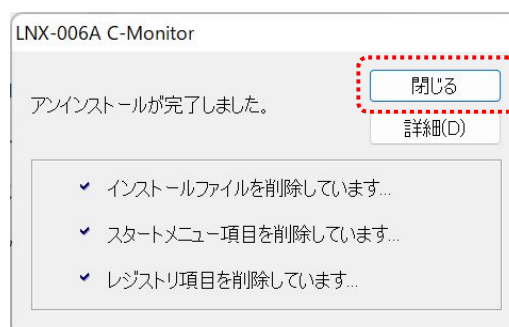 LNX-006A C-Monitor
閉じる
アンインストールが完了しました。
詳細(D)
インストールファイルを削除しています...
スタートメニュー項目を削除しています...
レジストリ項目を削除しています...